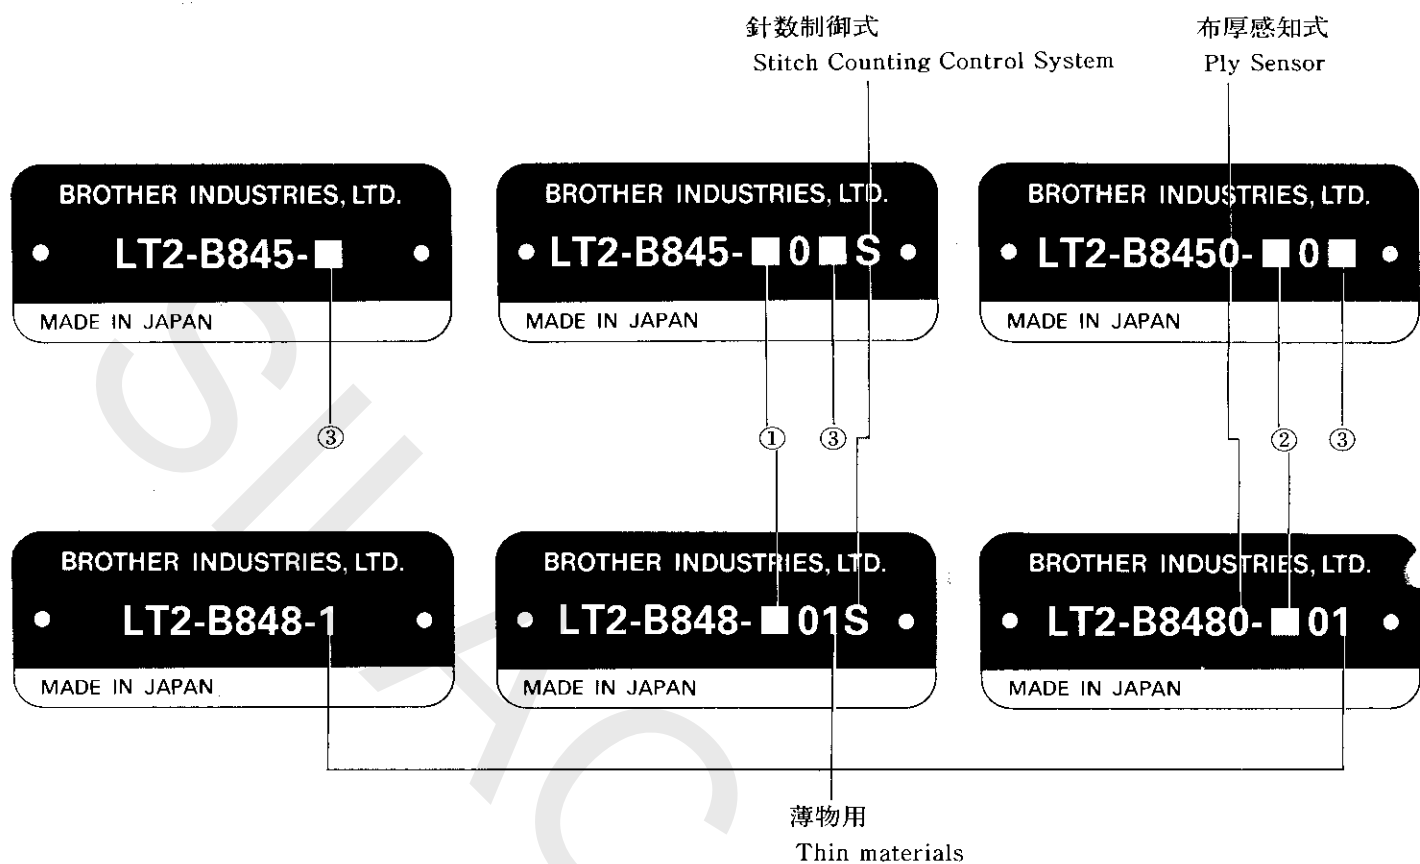 針数制御式
Stitch Counting Control System
布厚感知式
Ply Sensor
BROTHER INDUSTRIES, LTD.
LT2-B845-■
MADE IN JAPAN
BROTHER INDUSTRIES, LTD.
LT2-B845-■0■S
MADE IN JAPAN
BROTHER INDUSTRIES, LTD.
LT2-B8450-■0■
MADE IN JAPAN
③
①
③
②
③
BROTHER INDUSTRIES, LTD.
LT2-B848-1
MADE IN JAPAN
BROTHER INDUSTRIES, LTD.
LT2-B848-■01S
MADE IN JAPAN
BROTHER INDUSTRIES, LTD.
LT2-B8480-■01
MADE IN JAPAN
薄物用
Thin materials